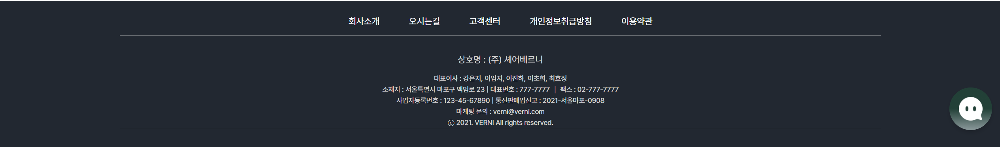 회사소개 오시는길 고객센터 개인정보취급방침 이용약관
상호명 : (주) 셰어베르니
대표이사 : 강은지, 이엄지, 이진하, 이초희, 최효정
소재지 : 서울특별시 마포구 백범로 23 | 대표번호 : 777-7777 | 팩스 : 02-777-7777
사업자등록번호 : 123-45-67890 | 통신판매업신고 : 2021-서울마포-0908
마케팅 문의 : verni@verni.com
ⓒ 2021. VERNI All rights reserved.